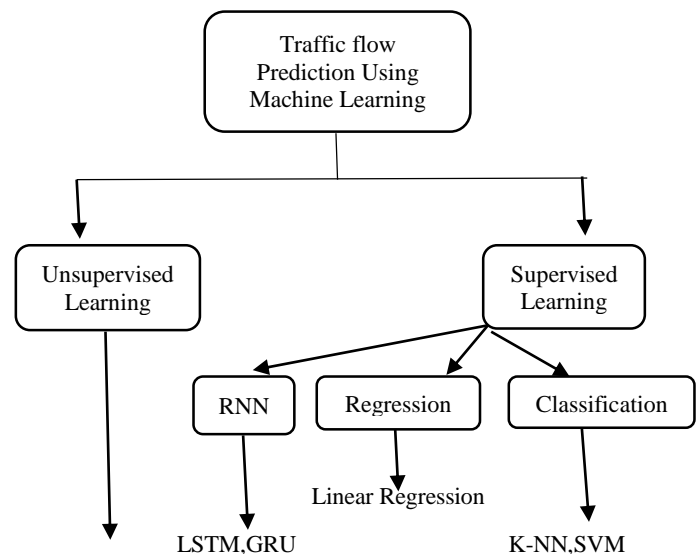 Traffic flow
Prediction Using
Machine Learning
Unsupervised
Learning
Supervised
Learning
RNN
Regression
Classification
Linear Regression
LSTM,GRU
K-NN,SVM